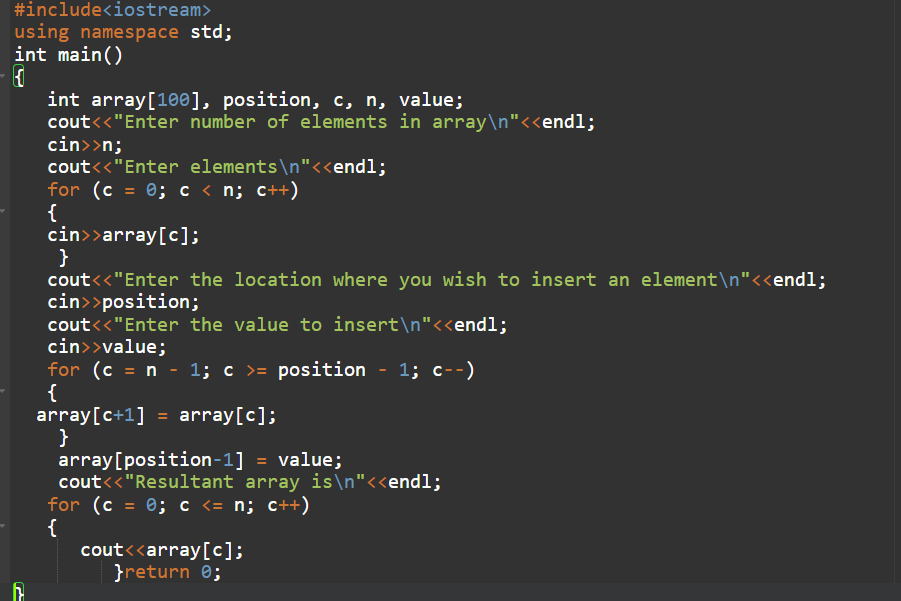 #include<iostream>
using namespace std;
int main()
{
int array[100], position, c, n, value;
cout<<"Enter number of elements in array\n"<<endl;
cin>>n;
cout<<"Enter elements\n"<<endl;
for (c = 0; c < n; c++)
{
cin>>array[c];
}
cout<<"Enter the location where you wish to insert an element\n"<<endl;
cin>>position;
cout<<"Enter the value to insert\n"<<endl;
cin>>value;
for (c = n - 1; c >= position - 1; c--)
{
array[c+1] = array[c];
}
array[position-1] = value;
cout<<"Resultant array is\n"<<endl;
for (c = 0; c <= n; c++)
{
cout<<array[c];
}return 0;
}